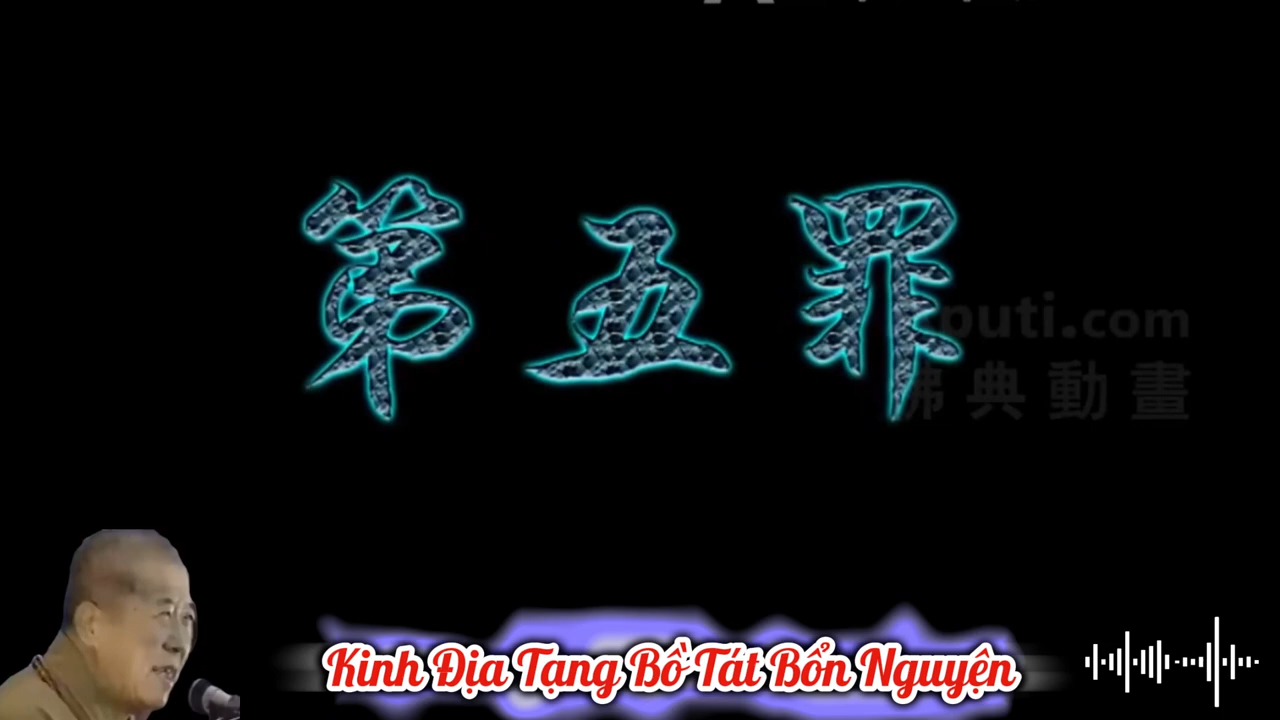 第五罪
puti.com
佛典動畫
Kinh Địa Tạng Bồ Tát Bổn Nguyện